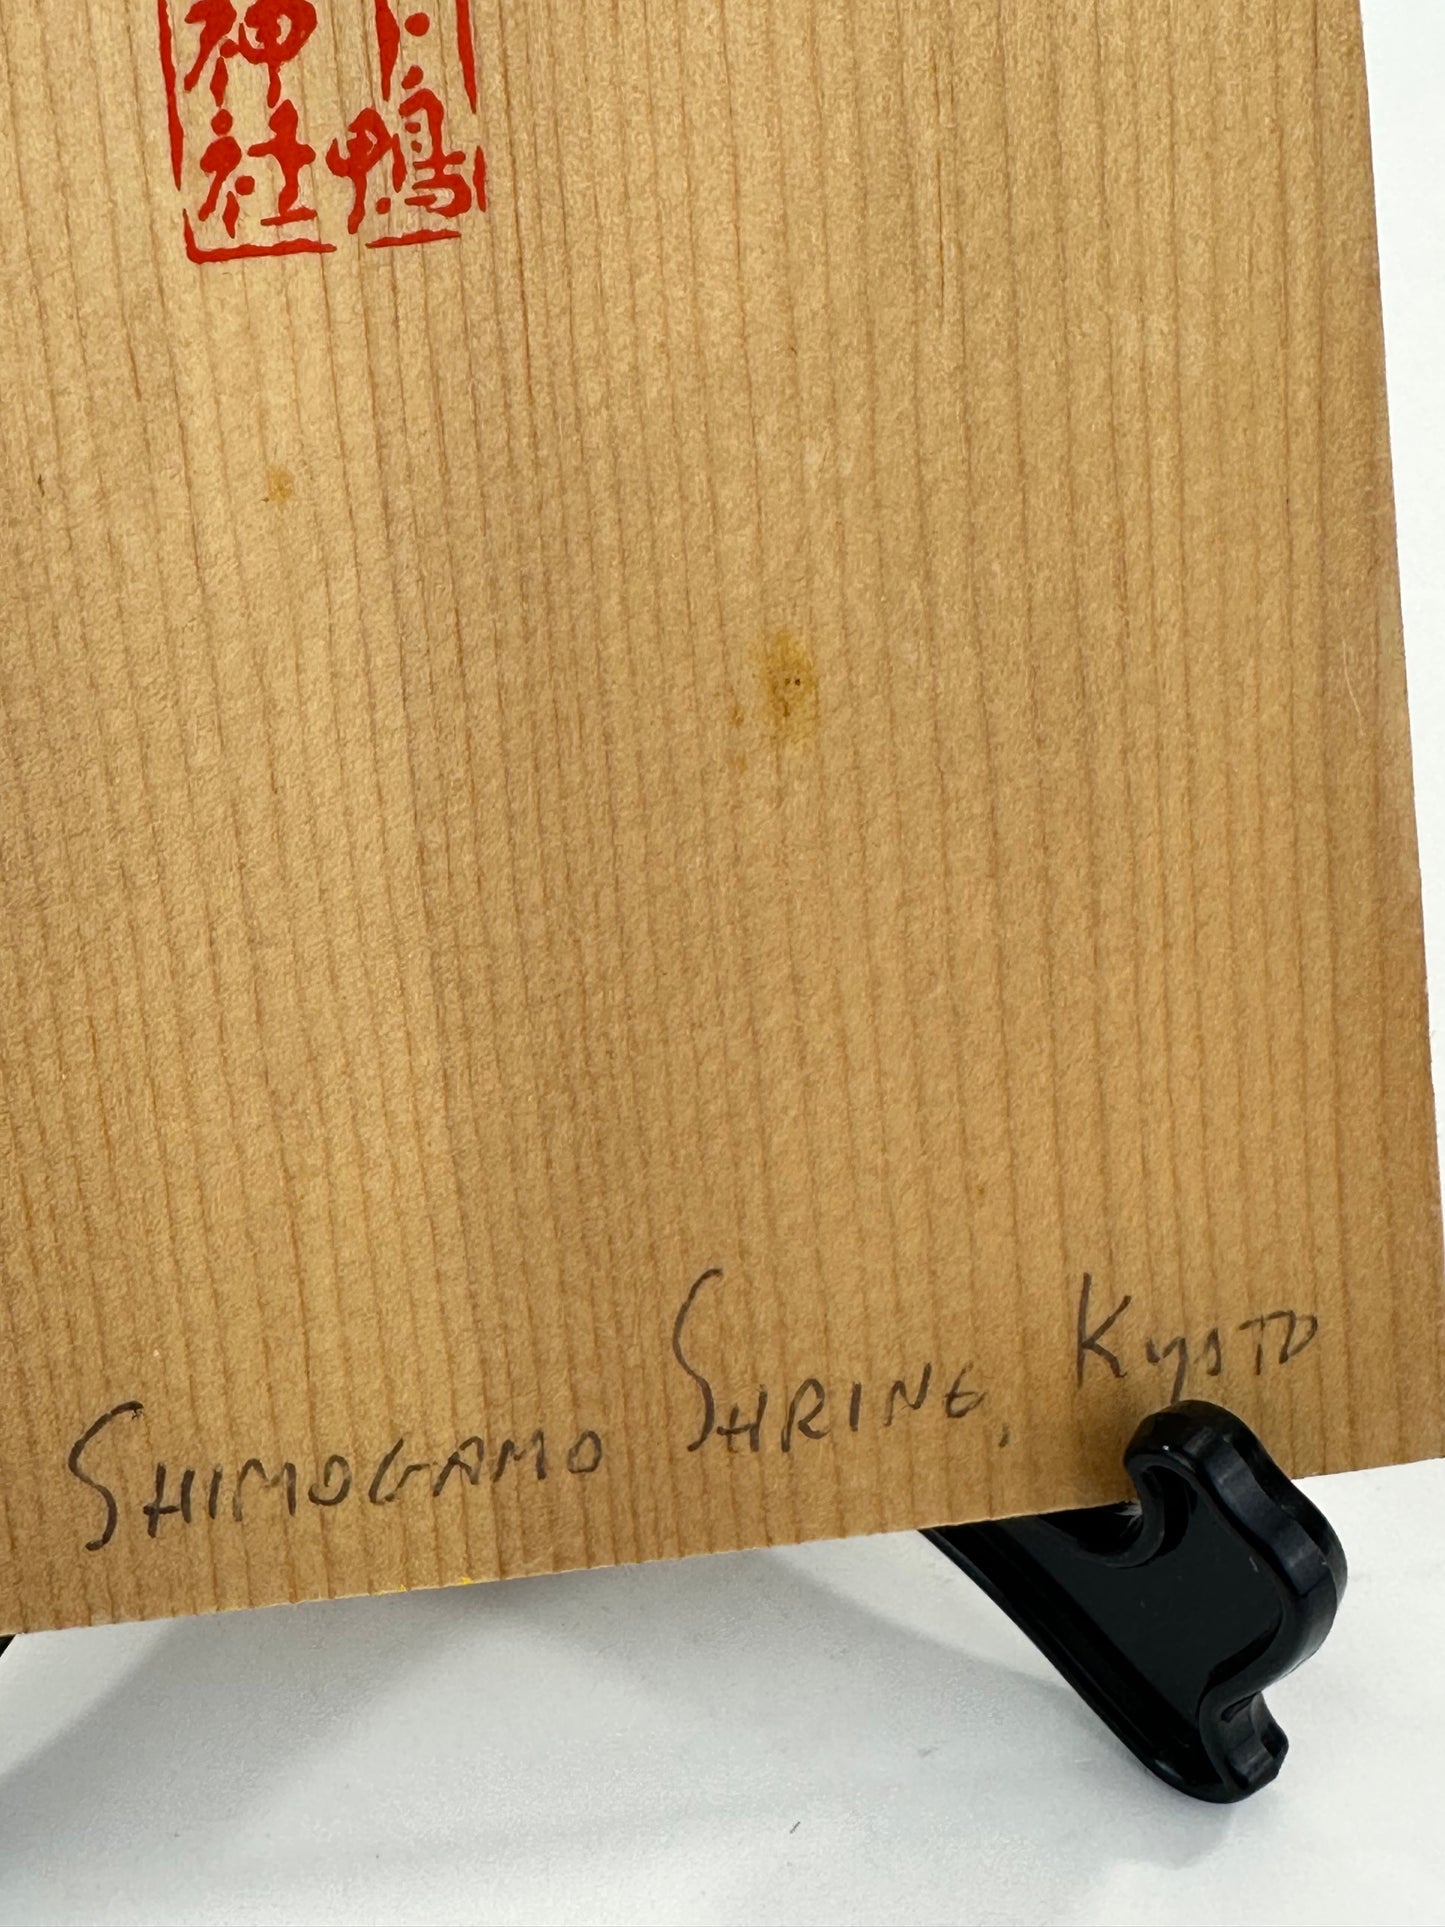 下鴨
神社
SHIMOGAMO SHRINE, KYOTO